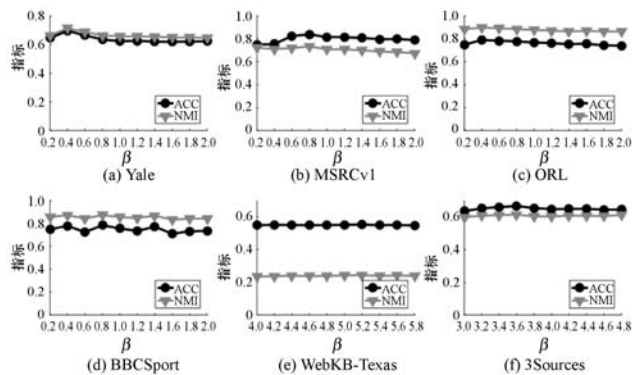 0.8
0.6
0.4
0.2
0
指标
ACC
NMI
0.2 0.4 0.6 0.8 1.0 1.2 1.4 1.6 1.8 2.0
β
(a) Yale
1.0
0.8
0.6
0.4
0.2
0
指标
ACC
NMI
0.2 0.4 0.6 0.8 1.0 1.2 1.4 1.6 1.8 2.0
β
(b) MSRCv1
1.0
0.8
0.6
0.4
0.2
0
指标
ACC
NMI
0.2 0.4 0.6 0.8 1.0 1.2 1.4 1.6 1.8 2.0
β
(c) ORL
1.0
0.8
0.6
0.4
0.2
0
指标
ACC
NMI
0.2 0.4 0.6 0.8 1.0 1.2 1.4 1.6 1.8 2.0
β
(d) BBCSport
0.6
0.4
0.2
0
指标
ACC
NMI
4.0 4.2 4.4 4.6 4.8 5.0 5.2 5.4 5.6 5.8
β
(e) WebKB-Texas
0.6
0.4
0.2
0
指标
ACC
NMI
3.0 3.2 3.4 3.6 3.8 4.0 4.2 4.4 4.6 4.8
β
(f) 3Sources